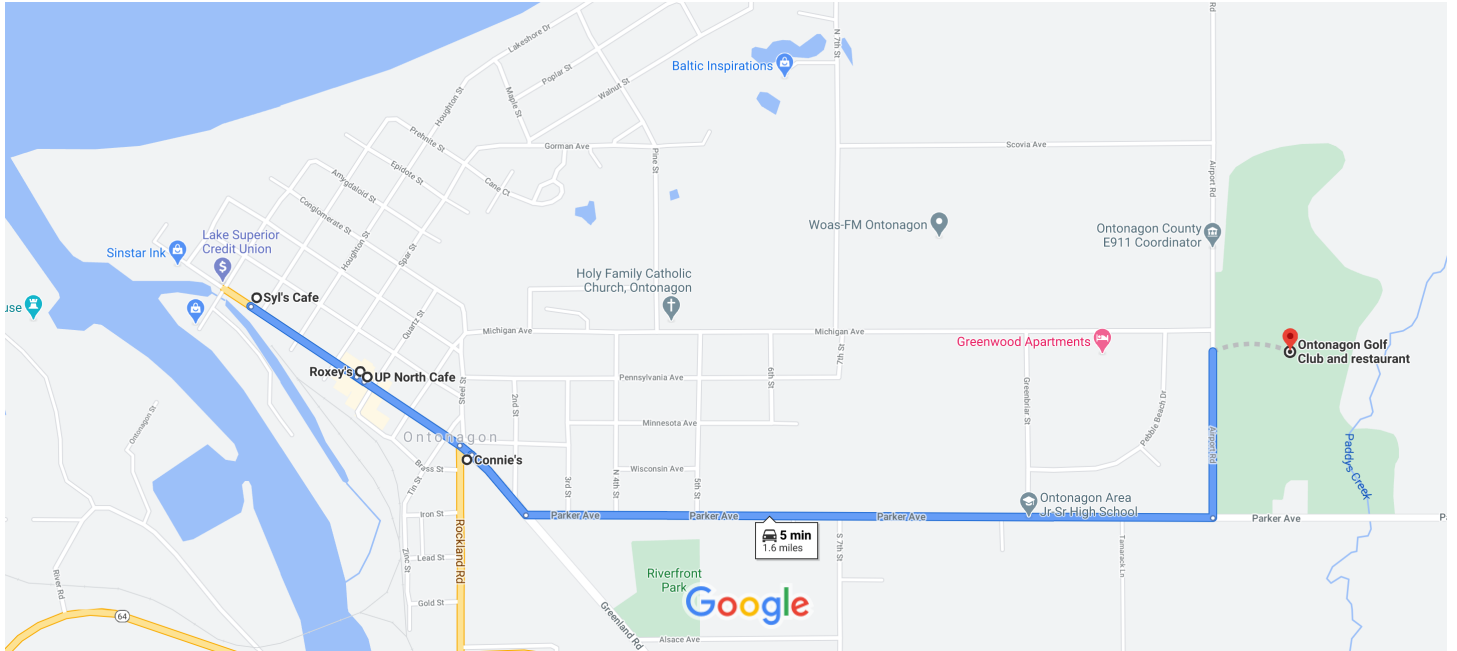 Rd
Lakeshore Dr
N 7th St
Baltic Inspirations
Poplar St
Walnut St
Maple St
Houghton St
Prehnite St
Gorman Ave
Scovia Ave
Pine St
Epidote St
Airport Rd
Amygdaloid St
Cane Ct
Conglomerate St
Woas-FM Ontonagon
Ontonagon County
E911 Coordinator
Lake Superior
Credit Union
Sinstar Ink
Houghton St
Spar St
$
Holy Family Catholic
Church, Ontonagon
Syl's Cafe
use
Quartz St
Michigan Ave
Michigan Ave
Greenwood Apartments
7th St
Ontonagon Golf
Club and restaurant
Roxey's
UP North Cafe
Pennsylvania Ave
6th St
Steel St
2nd St
Greenbriar St
Pebble Beach Dr
Minnesota Ave
Ontonagon St
Ontonagon
Airport Rd
Paddys Creek
Connie's
Brass St
Wisconsin Ave
Tin St
3rd St
N 4th St
5th St
Ontonagon Area
Jr Sr High School
Iron St
Parker Ave
Parker Ave
Parker Ave
Parker Ave
P
5 min
1.6 miles
Rockland Rd
Zinc St
Lead St
S 7th St
Tamarack Ln
River Rd
Riverfront
Park
Google
Gold St
64
Greenland Rd
Alsace Ave